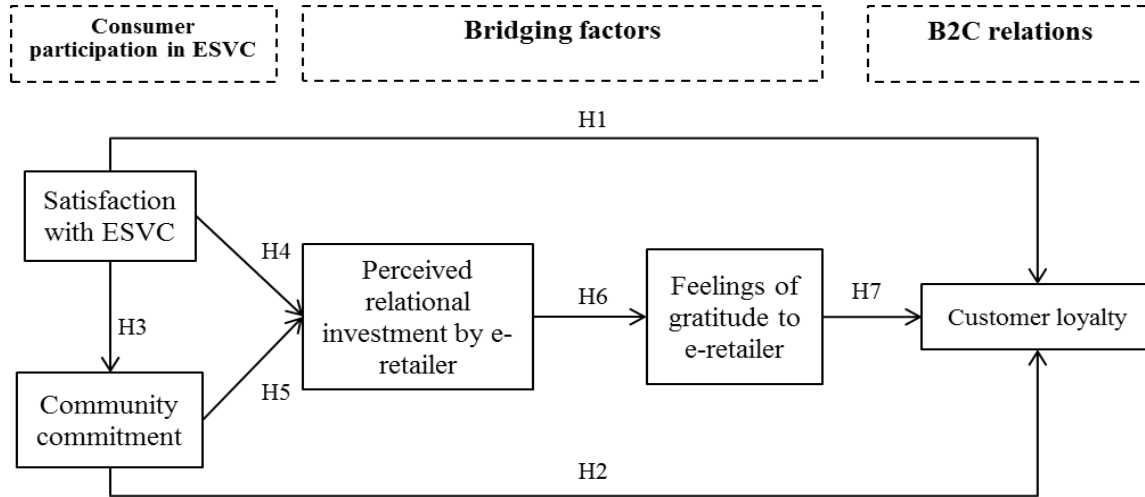 Consumer
participation in ESVC
Bridging factors
B2C relations
H1
Satisfaction
with ESVC
H4
Perceived
relational
investment by e-
retailer
H6
Feelings of
gratitude to
e-retailer
H7
Customer loyalty
H3
H5
Community
commitment
H2